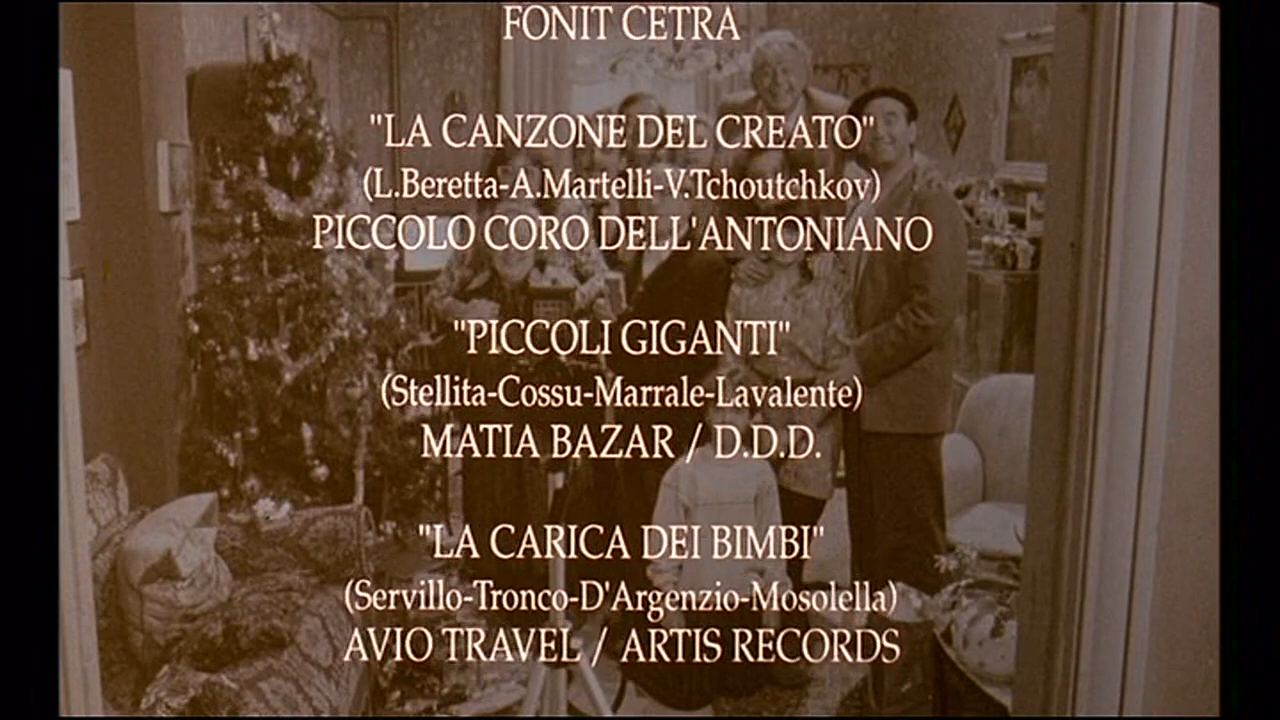 FONIT CETRA
"LA CANZONE DEL CREATO"
(L.Beretta-A.Martelli-V.Tchoutchkov)
PICCOLO CORO DELL'ANTONIANO
"PICCOLI GIGANTI"
(Stellita-Cossu-Marrale-Lavalente)
MATIA BAZAR / D.D.D.
"LA CARICA DEI BIMBI"
(Servillo-Tronco-D'Argenzio-Mosolella)
AVIO TRAVEL / ARTIS RECORDS